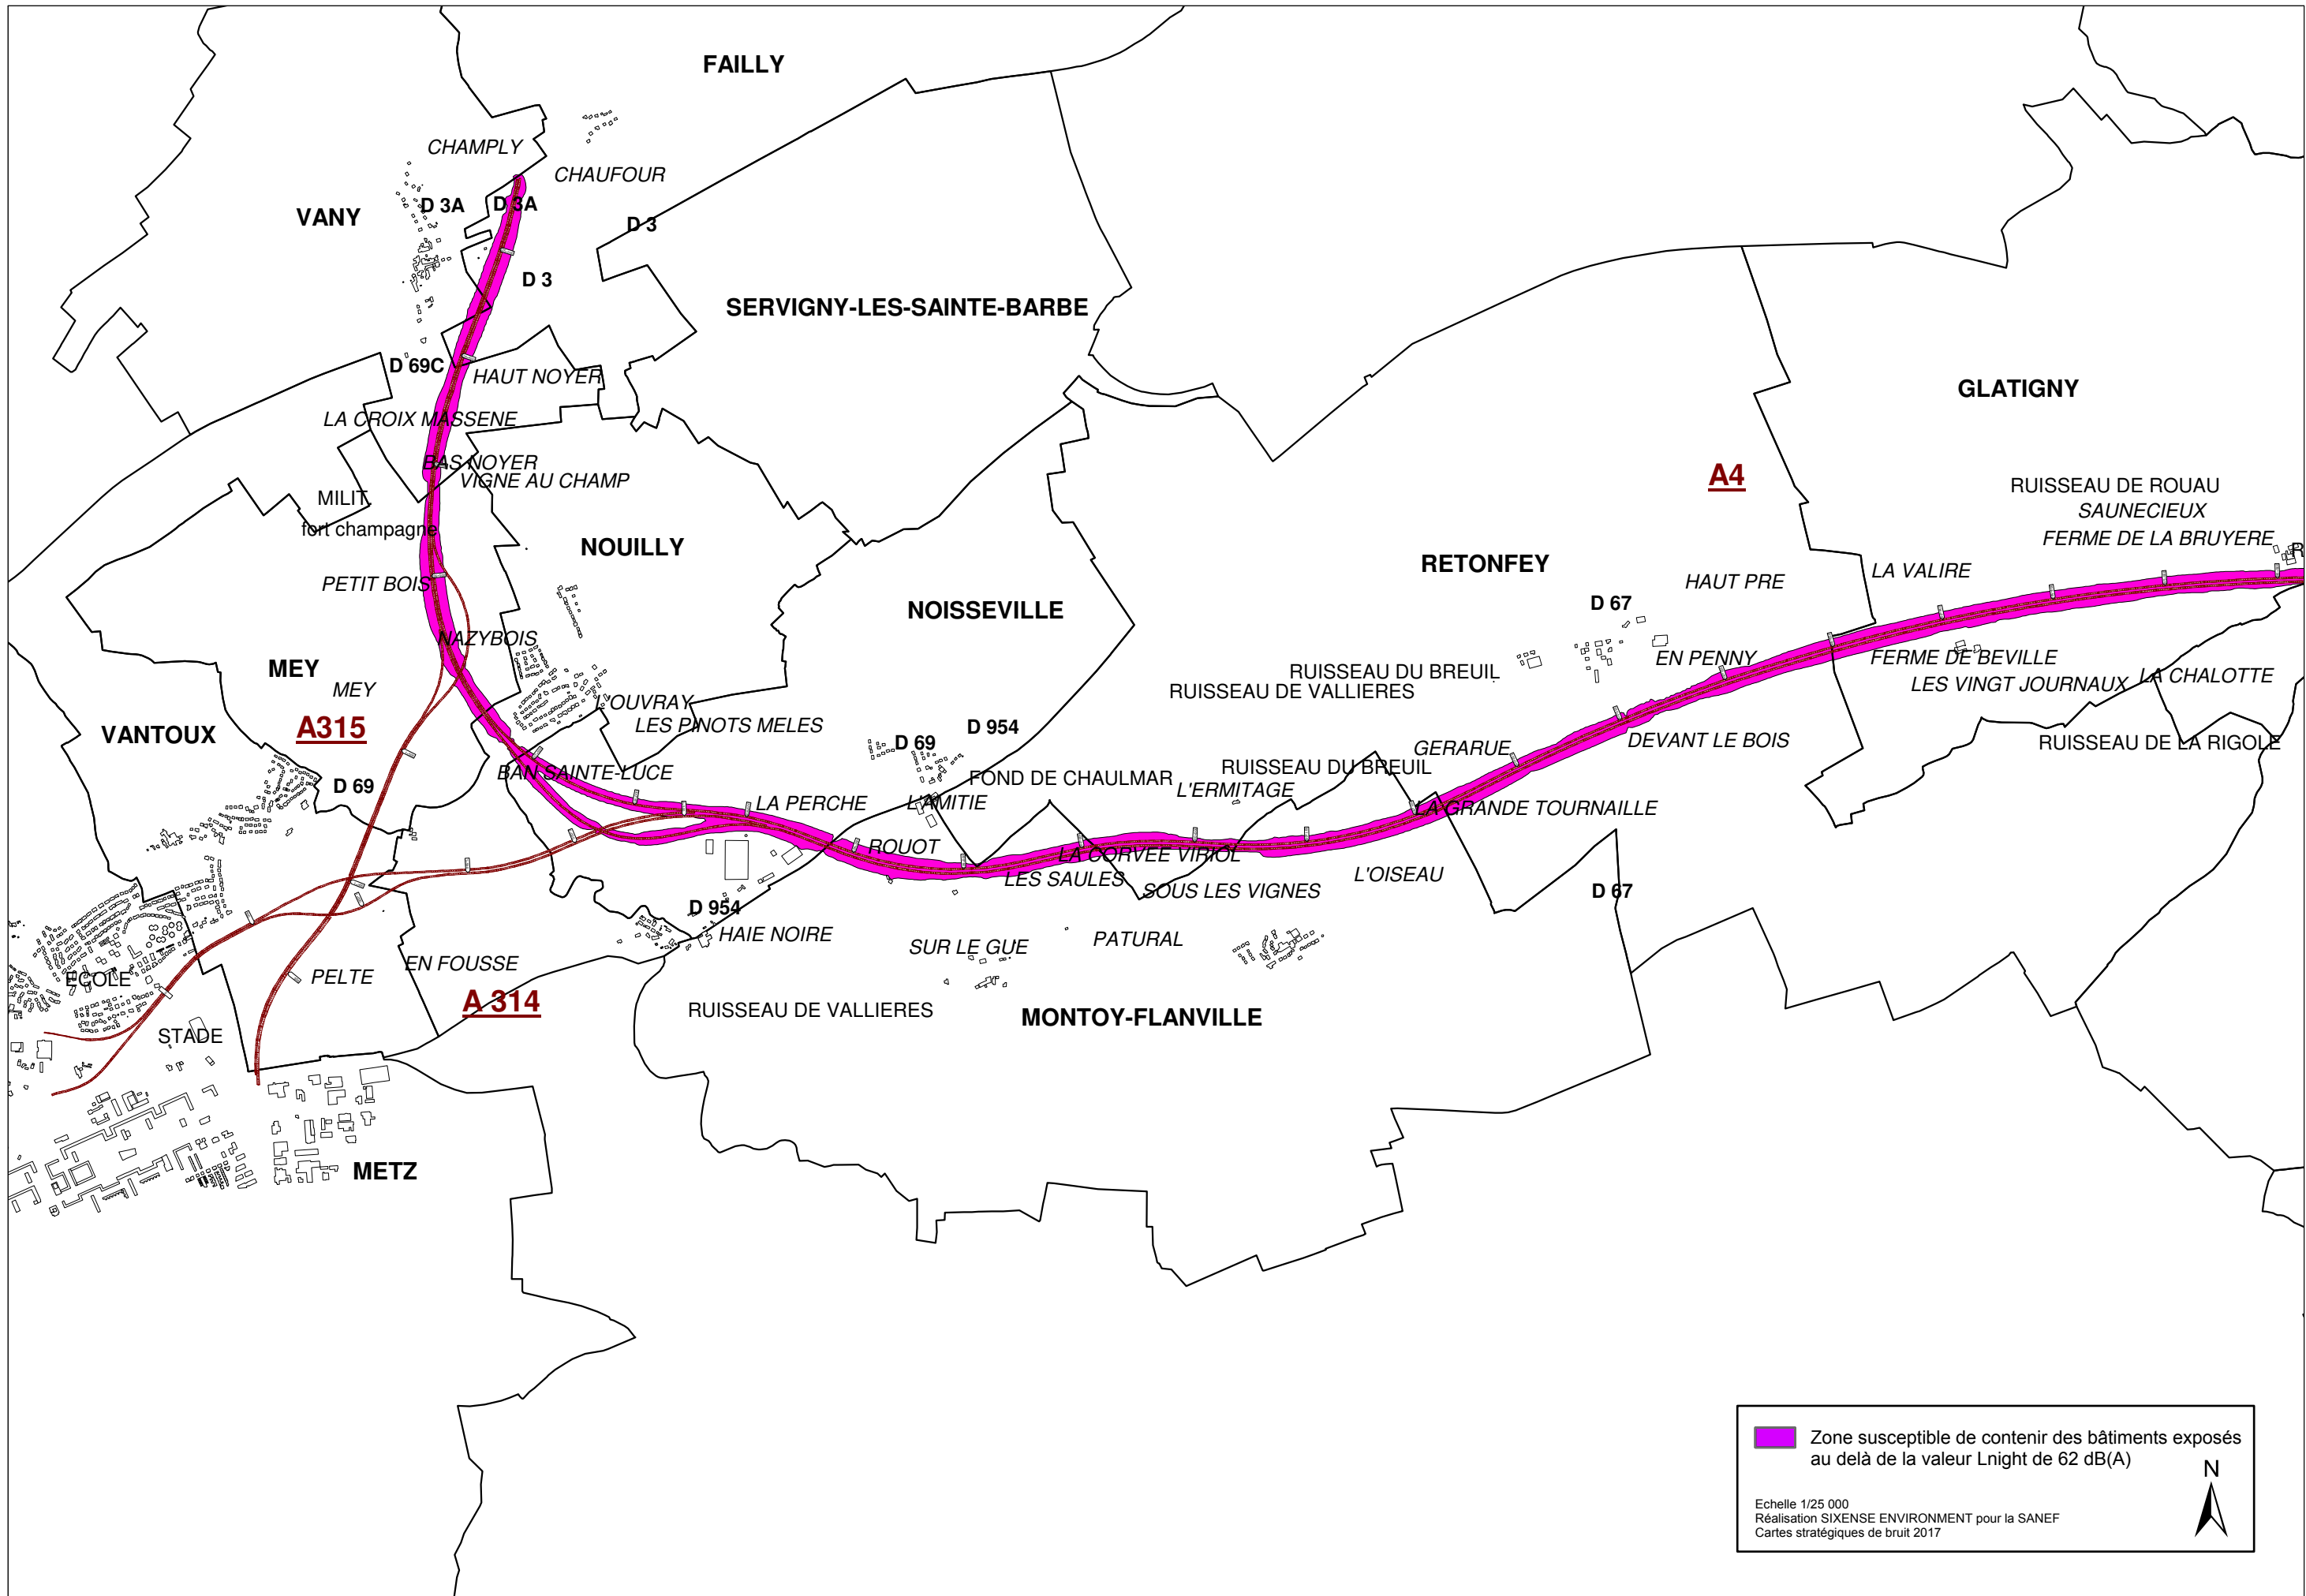 FAILLY
CHAMPLY
CHAUFOUR
D 3A
D 3A
VANY
D 3
D 3
SERVIGNY-LES-SAINTE-BARBE
D 69C
HAUT NOYER
GLATIGNY
LA CROIX MASSENE
BAS NOYER
VIGNE AU CHAMP
A4
MILIT
fort champagne
RUISSEAU DE ROUAU
SAUNECIEUX
FERME DE LA BRUYERE
R
NOUILLY
RETONFEY
PETIT BOIS
HAUT PRE
LA VALIRE
NOISSEVILLE
D 67
NAZYBOIS
MEY
MEY
RUISSEAU DU BREUIL
RUISSEAU DE VALLIERES
EN PENNY
FERME DE BEVILLE
LES VINGT JOURNAUX
LA CHALOTTE
L'OUVRAY
LES PINOTS MELES
A315
VANTOUX
D 69
D 954
GERARUE
DEVANT LE BOIS
RUISSEAU DE LA RIGOLE
BAN SAINTE-LUCE
D 69
FOND DE CHAULMAR
RUISSEAU DU BREUIL
L'ERMITAGE
LA PERCHE
L'AMITIE
LA GRANDE TOURNAILLE
ROUOT
LA CORVEE VIRIOL
LES SAULES
SOUS LES VIGNES
L'OISEAU
D 67
D 954
HAIE NOIRE
SUR LE GUE
PATURAL
ECOLE
PELTE
EN FOUSSE
A 314
RUISSEAU DE VALLIERES
MONTOY-FLANVILLE
STADE
METZ
Zone susceptible de contenir des bâtiments exposés
au delà de la valeur Lnight de 62 dB(A)
N
Echelle 1/25 000
Réalisation SIXENSE ENVIRONMENT pour la SANEF
Cartes stratégiques de bruit 2017